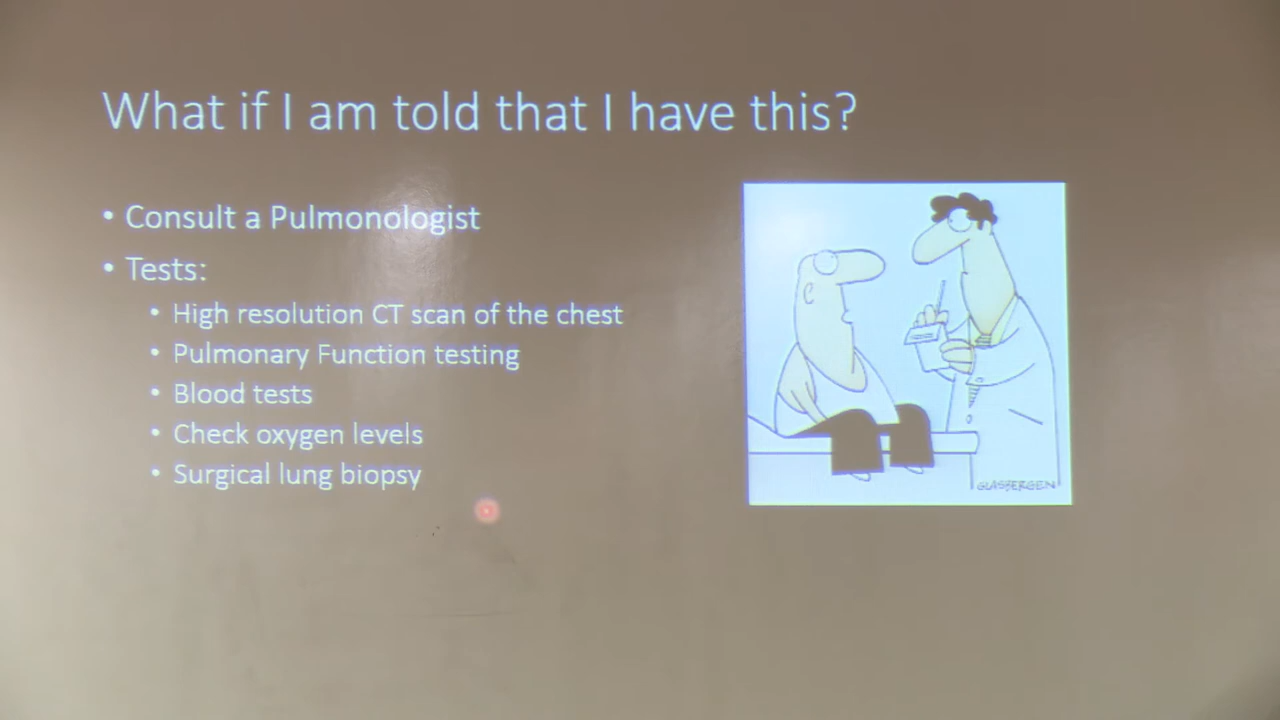 What if I am told that I have this?
• Consult a Pulmonologist
• Tests:
• High resolution CT scan of the chest
• Pulmonary Function testing
• Blood tests
• Check oxygen levels
• Surgical lung biopsy
GLASBERGEN